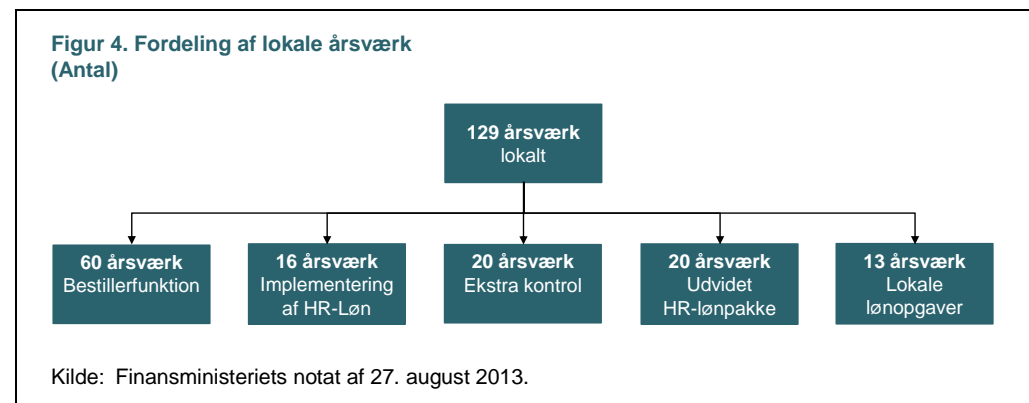 Figur 4. Fordeling af lokale årsværk
(Antal)
129 årsværk
lokalt
60 årsværk
Bestillerfunktion
16 årsværk
Implementering
af HR-Løn
20 årsværk
Ekstra kontrol
20 årsværk
Udvidet
HR-lønpakke
13 årsværk
Lokale
lønopgaver
Kilde: Finansministeriets notat af 27. august 2013.